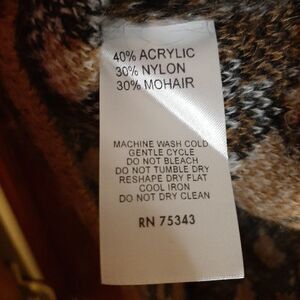 40% ACRYLIC
30% NYLON
30% MOHAIR
MACHINE WASH COLD
GENTLE CYCLE
DO NOT BLEACH
DO NOT TUMBLE DRY
RESHAPE DRY FLAT
COOL IRON
DO NOT DRY CLEAN
RN 75343